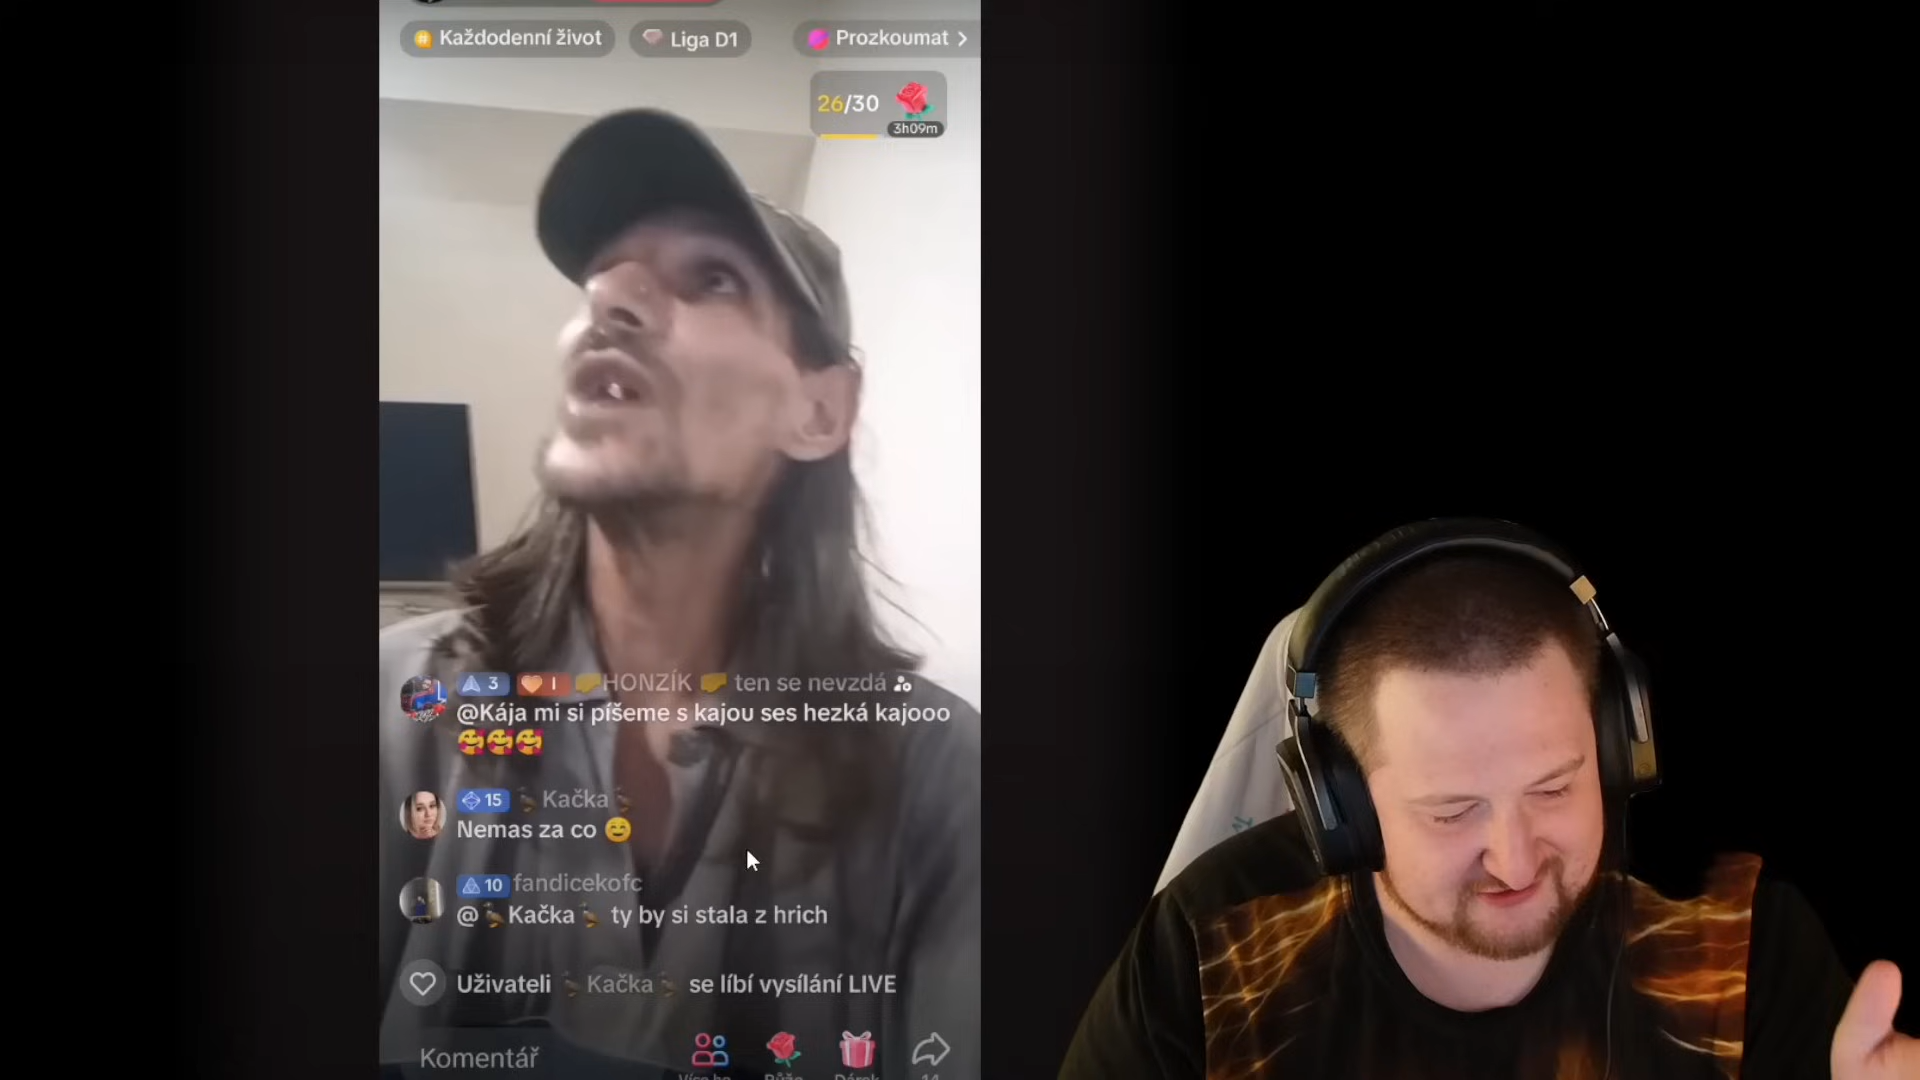 Každodenní život
Liga D1
Prozkoumat
26/30
3h09m
3 I HONZÍK ten se nevzdá
@Kája mi si píšeme s kajou ses hezká kajooo
🥰🥰🥰
15 🦆Kačka🦆
Nemas za co ☺️
10 fandicekofc
@🦆Kačka🦆 ty by si stala z hrich
Uživateli 🦆Kačka🦆 se líbí vysílání LIVE
Komentář